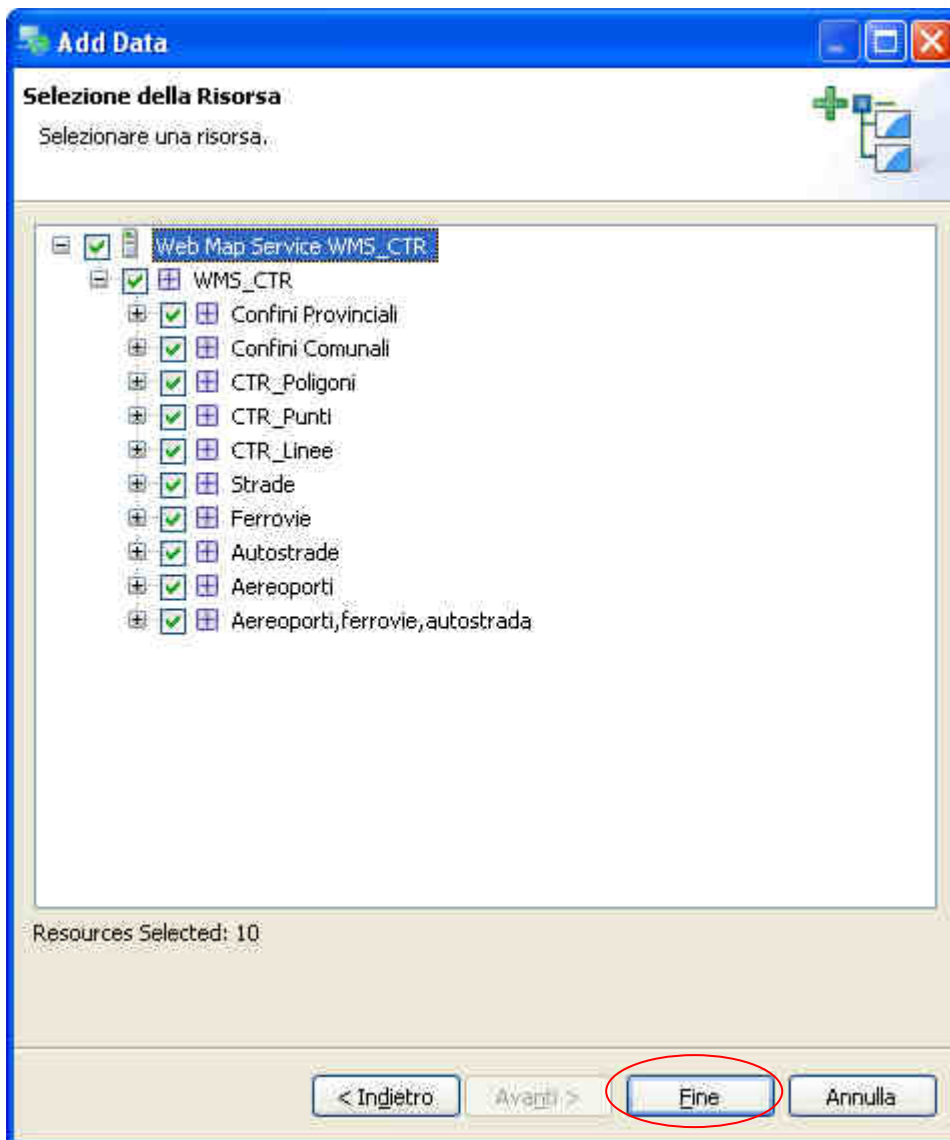 Add Data
Selezione della Risorsa
Selezionare una risorsa.
Web Map Service WMS_CTR
WMS_CTR
Confini Provinciali
Confini Comunali
CTR_Poligoni
CTR_Punti
CTR_Linee
Strade
Ferrovie
Autostrade
Aereoporti
Aereoporti,ferrovie,autostrada
Resources Selected: 10
< Indietro
Avanti >
Fine
Annulla